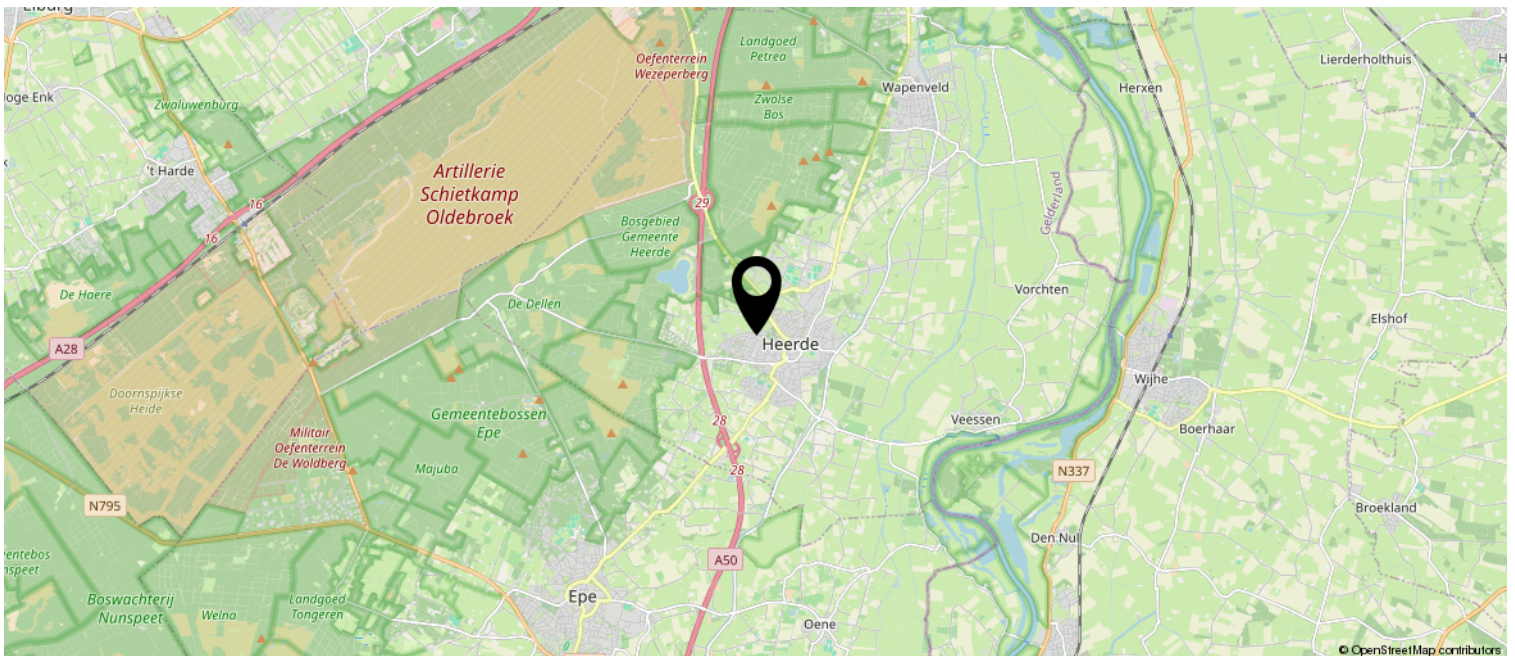 Elburg
Landgoed
Petrea
Oefenterrein
Wezeperberg
Lierderholthuis
Wapenveld
Herxen
Zwolse
Bos
Zwaluwenburg
't Harde
Artillerie
Schietkamp
Oldebroek
16
16
29
Gelderland
Bosgebied
Gemeente
Heerde
De Haere
De Dellen
Vorchten
Elshof
A28
Heerde
Wijhe
Doornspijkse
Heide
Gemeentebossen
Epe
28
Veessen
Boerhaar
Militair
Oefenterrein
De Woldberg
Majuba
28
N337
N795
Broekland
Den Nul
A50
Boswachterij
Nunspeet
Welna
Landgoed
Tongeren
Epe
Oene
© OpenStreetMap contributors